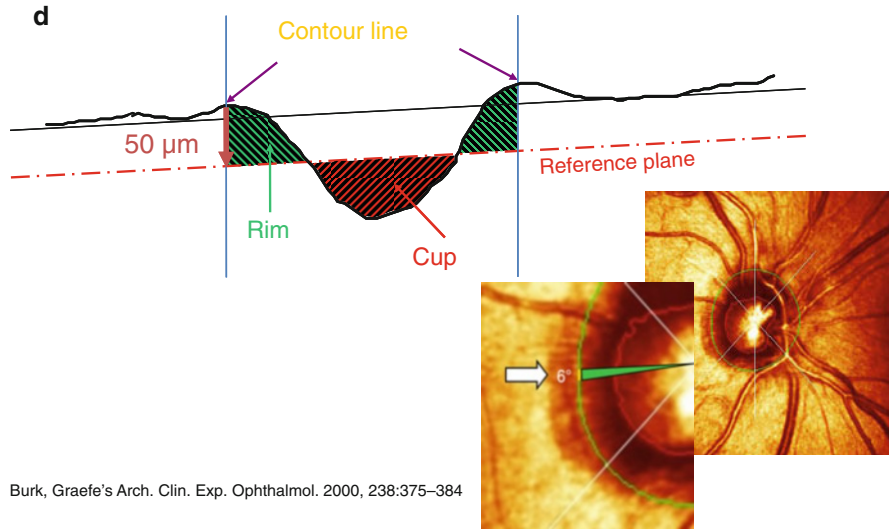 d
Contour line
50 µm
Reference plane
Rim
Cup
6°
Burk, Graefe's Arch. Clin. Exp. Ophthalmol. 2000, 238:375–384